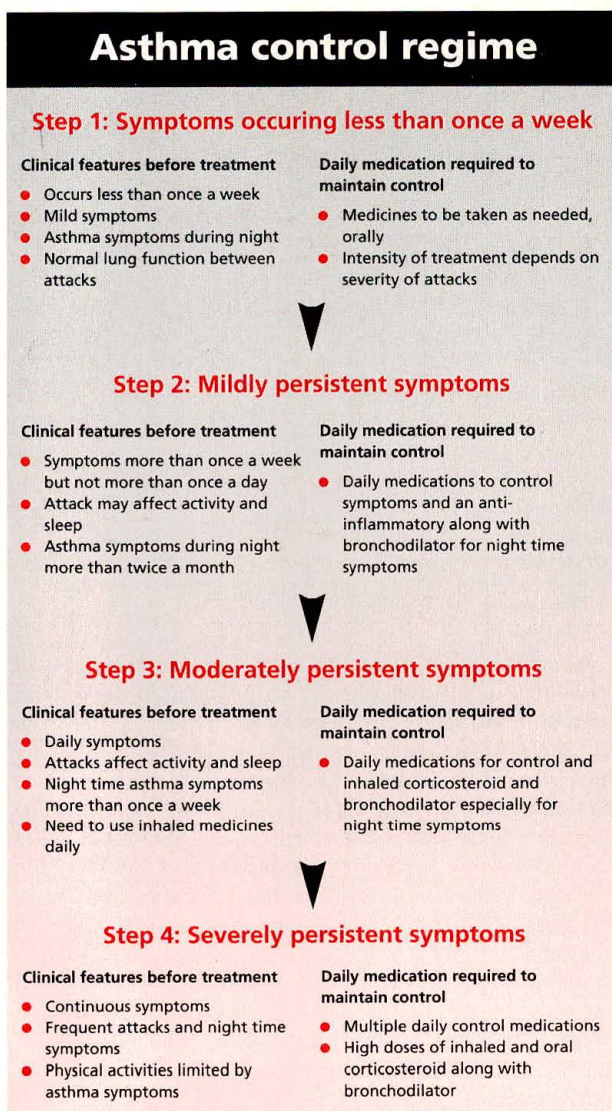 Asthma control regime
Step 1: Symptoms occuring less than once a week
Clinical features before treatment
● Occurs less than once a week
● Mild symptoms
● Asthma symptoms during night
● Normal lung function between
attacks
Daily medication required to
maintain control
● Medicines to be taken as needed,
orally
● Intensity of treatment depends on
severity of attacks
Step 2: Mildly persistent symptoms
Clinical features before treatment
● Symptoms more than once a week
but not more than once a day
● Attack may affect activity and
sleep
● Asthma symptoms during night
more than twice a month
Daily medication required to
maintain control
● Daily medications to control
symptoms and an anti-
inflammatory along with
bronchodilator for night time
symptoms
Step 3: Moderately persistent symptoms
Clinical features before treatment
● Daily symptoms
● Attacks affect activity and sleep
● Night time asthma symptoms
more than once a week
● Need to use inhaled medicines
daily
Daily medication required to
maintain control
● Daily medications for control and
inhaled corticosteroid and
bronchodilator especially for
night time symptoms
Step 4: Severely persistent symptoms
Clinical features before treatment
● Continuous symptoms
● Frequent attacks and night time
symptoms
● Physical activities limited by
asthma symptoms
Daily medication required to
maintain control
● Multiple daily control medications
● High doses of inhaled and oral
corticosteroid along with
bronchodilator